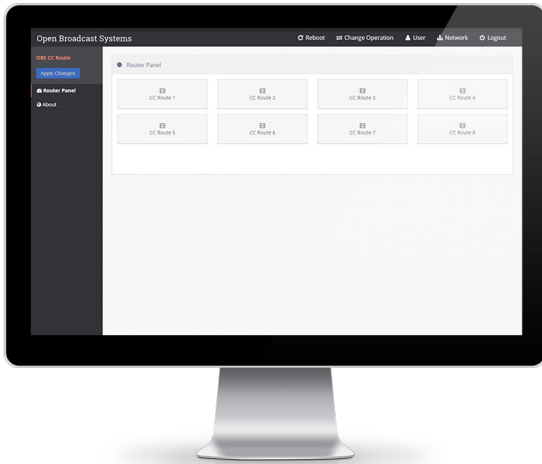 Open Broadcast Systems
Reboot
Change Operation
User
Network
Logout
OBE CC Route
Apply Changes
Router Panel
About
Router Panel
CC Route 1
CC Route 2
CC Route 3
CC Route 4
CC Route 5
CC Route 6
CC Route 7
CC Route 8